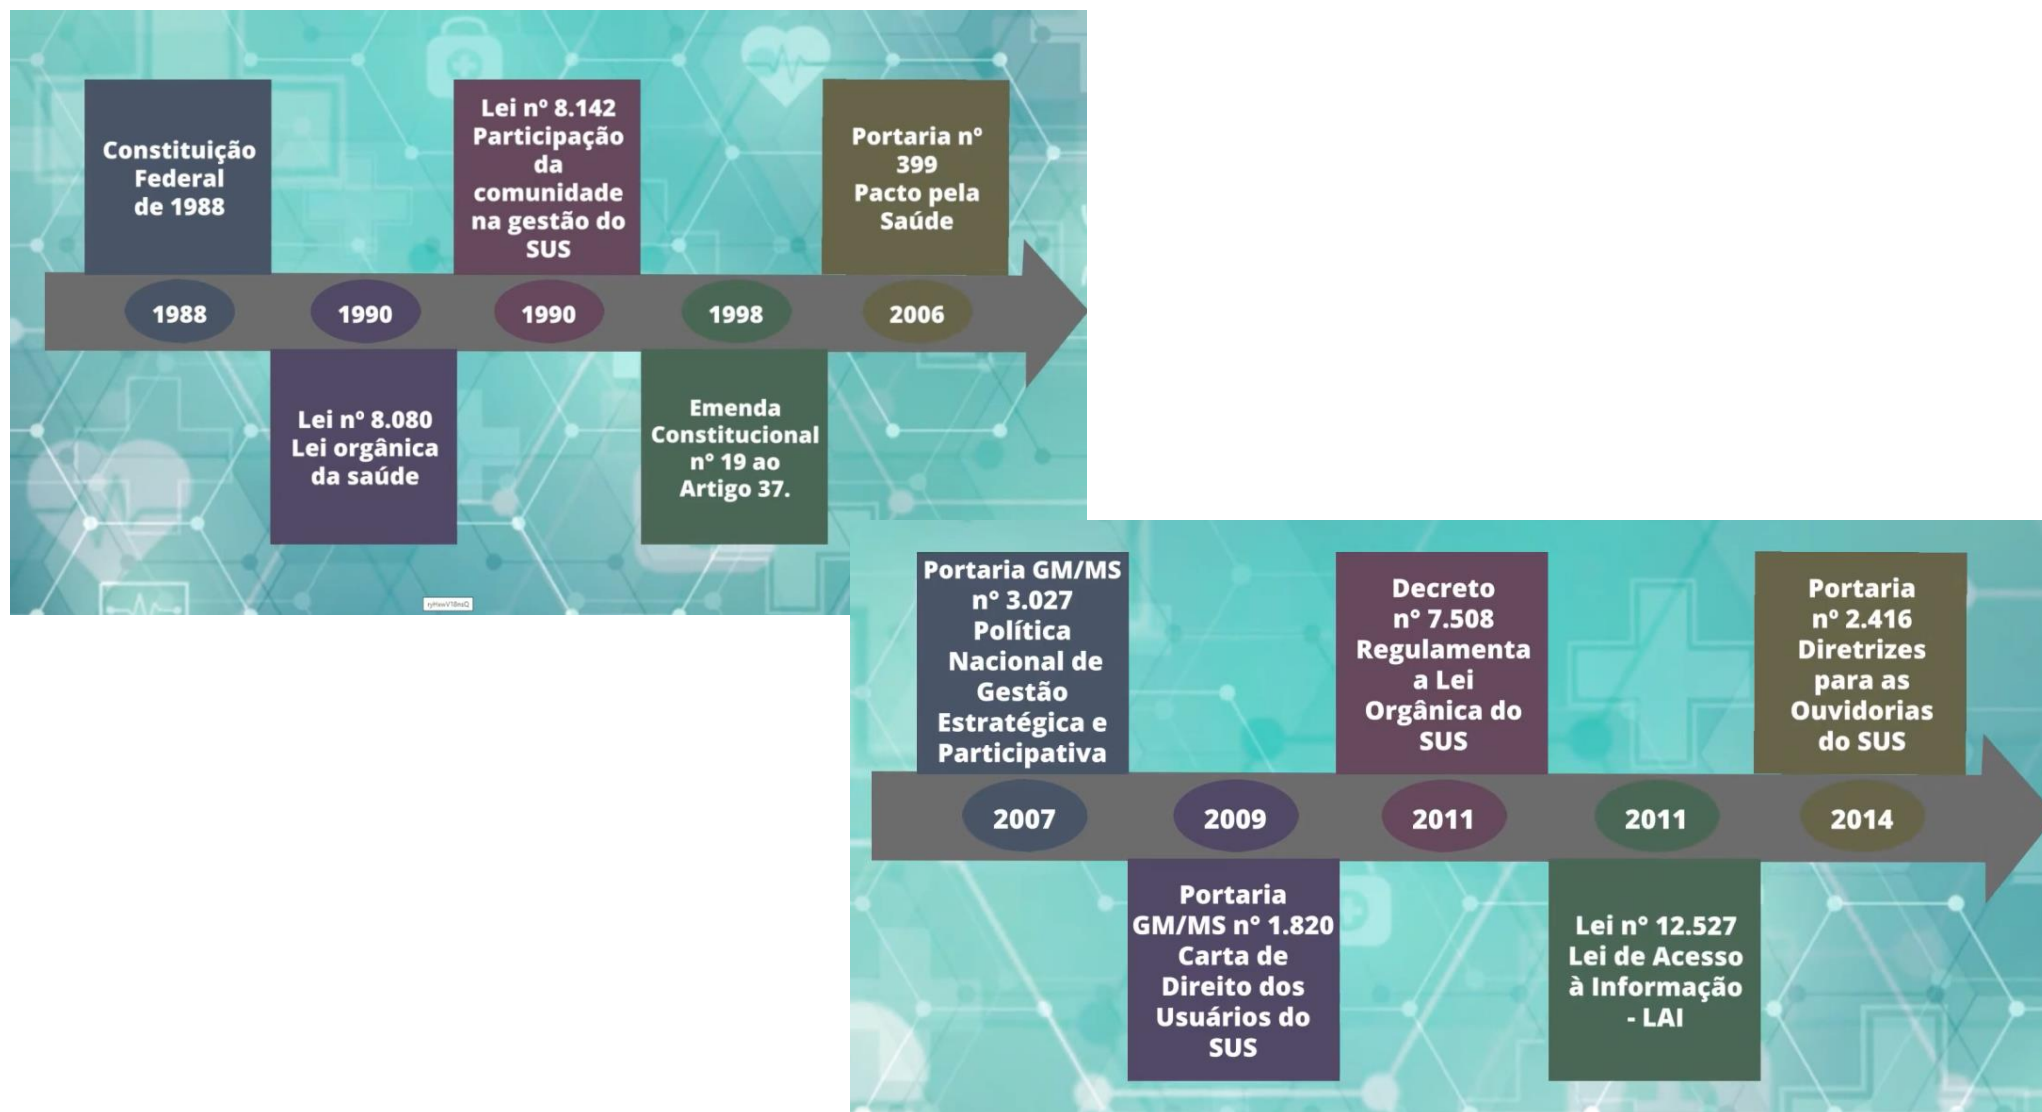 Constituição
Federal
de 1988
Lei nº 8.142
Participação
da
comunidade
na gestão do
SUS
Portaria nº
399
Pacto pela
Saúde
1988
1990
1990
1998
2006
Lei nº 8.080
Lei orgânica
da saúde
Emenda
Constitucional
nº 19 ao
Artigo 37.
Portaria GM/MS
n° 3.027
Política
Nacional de
Gestão
Estratégica e
Participativa
Decreto
n° 7.508
Regulamenta
a Lei
Orgânica do
SUS
Portaria
nº 2.416
Diretrizes
para as
Ouvidorias
do SUS
2007
2009
2011
2011
2014
Portaria
GM/MS n° 1.820
Carta de
Direito dos
Usuários do
SUS
Lei n° 12.527
Lei de Acesso
à Informação
- LAI